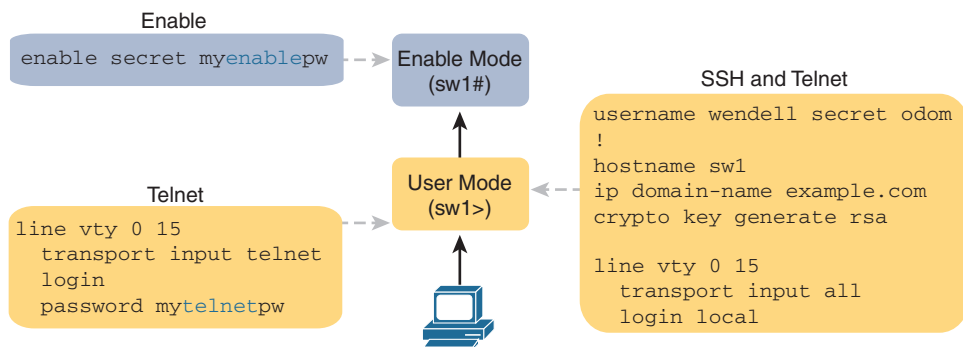 Enable
enable secret myenablepw
Enable Mode
(sw1#)
SSH and Telnet
username wendell secret odom
!
hostname sw1
ip domain-name example.com
crypto key generate rsa
line vty 0 15
transport input all
login local
User Mode
(sw1>)
Telnet
line vty 0 15
transport input telnet
login
password mytelnetpw